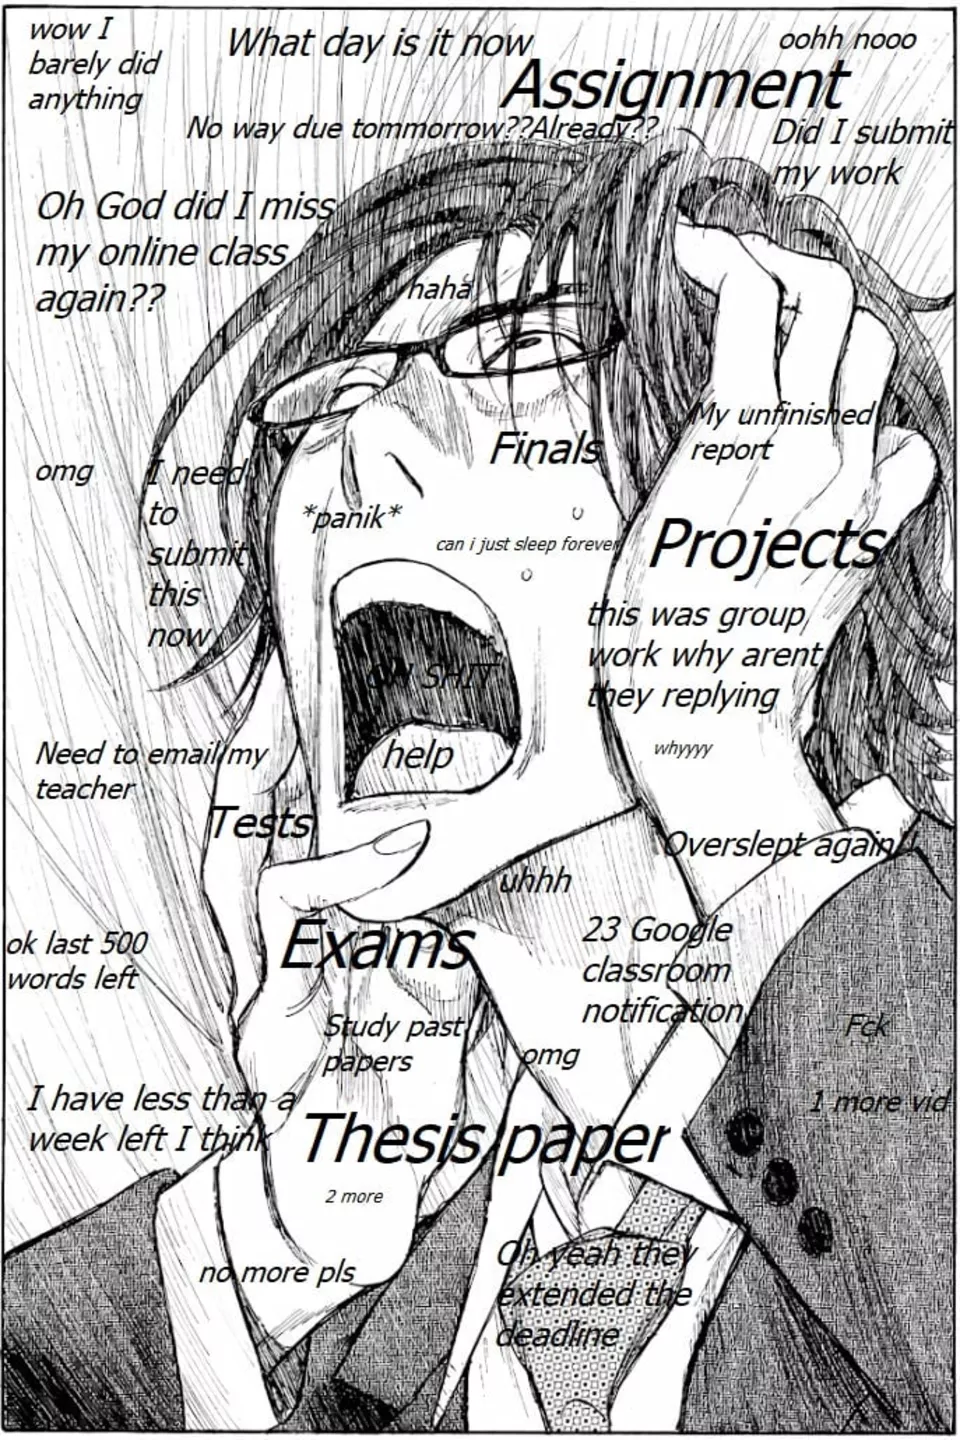 wow I
barely did
anything
What day is it now
oohh nooo
Assignment
No way due tommorrow??Already??
Did I submit
my work
Oh God did I miss
my online class
again??
haha
My unfinished
report
Finals
omg
I need
to
submit
this
now
*panik*
can i just sleep forever
Projects
this was group
work why arent
they replying
OH SHIT
help
whyyyy
Need to email my
teacher
Tests
Overslept again!!
uhhh
Exams
23 Google
classroom
notification
ok last 500
words left
Study past
papers
omg
Fck
1 more vid
I have less than a
week left I think
Thesis paper
2 more
no more pls
Oh yeah they
extended the
deadline